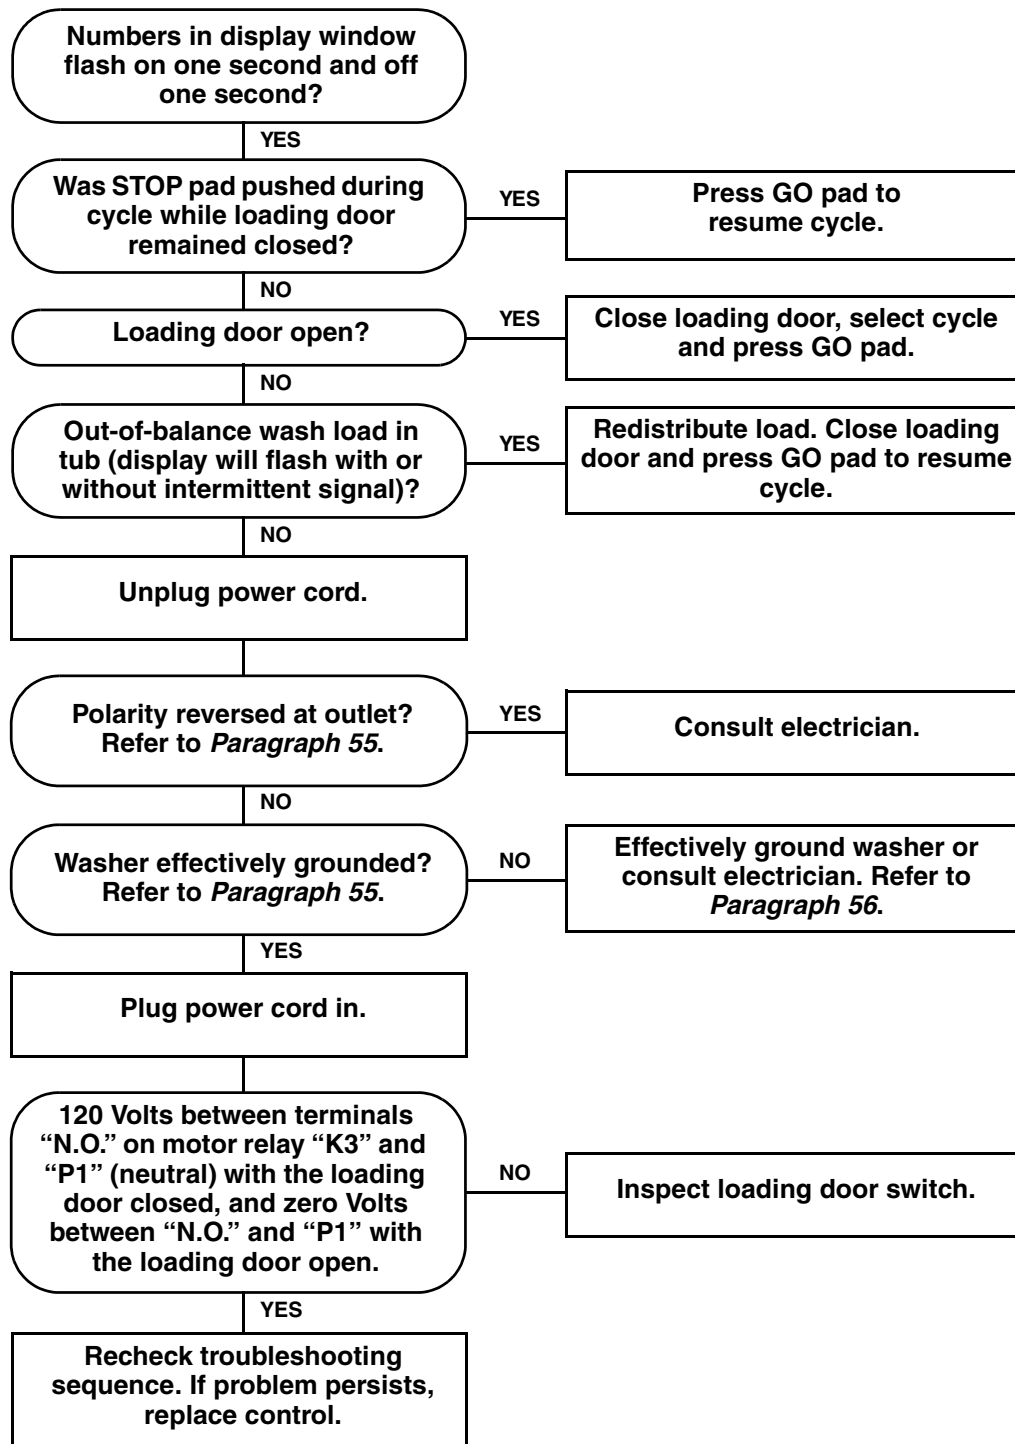 Numbers in display window
flash on one second and off
one second?
YES
Was STOP pad pushed during
cycle while loading door
remained closed?
YES
Press GO pad to
resume cycle.
NO
Loading door open?
YES
Close loading door, select cycle
and press GO pad.
NO
Out-of-balance wash load in
tub (display will flash with or
without intermittent signal)?
YES
Redistribute load. Close loading
door and press GO pad to resume
cycle.
NO
Unplug power cord.
Polarity reversed at outlet?
Refer to Paragraph 55.
YES
Consult electrician.
NO
Washer effectively grounded?
Refer to Paragraph 55.
NO
Effectively ground washer or
consult electrician. Refer to
Paragraph 56.
YES
Plug power cord in.
120 Volts between terminals
“N.O.” on motor relay “K3” and
“P1” (neutral) with the loading
door closed, and zero Volts
between “N.O.” and “P1” with
the loading door open.
NO
Inspect loading door switch.
YES
Recheck troubleshooting
sequence. If problem persists,
replace control.